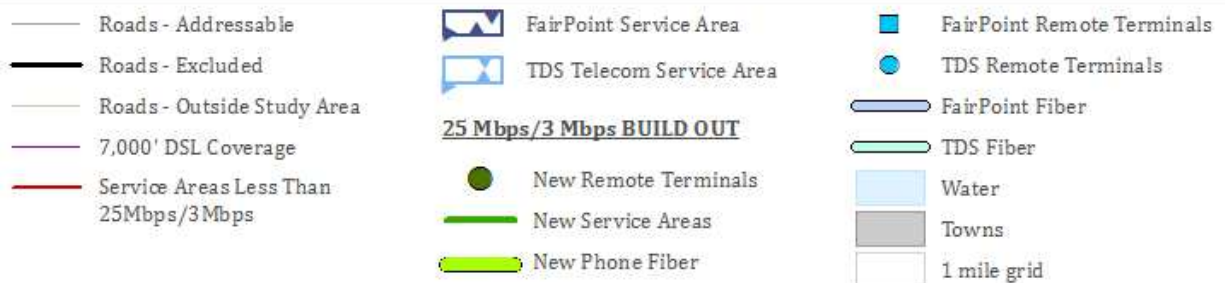 Roads - Addressable
Roads - Excluded
Roads - Outside Study Area
7,000' DSL Coverage
Service Areas Less Than
25Mbps/3Mbps
FairPoint Service Area
TDS Telecom Service Area
25 Mbps/3 Mbps BUILD OUT
New Remote Terminals
New Service Areas
New Phone Fiber
FairPoint Remote Terminals
TDS Remote Terminals
FairPoint Fiber
TDS Fiber
Water
Towns
1 mile grid